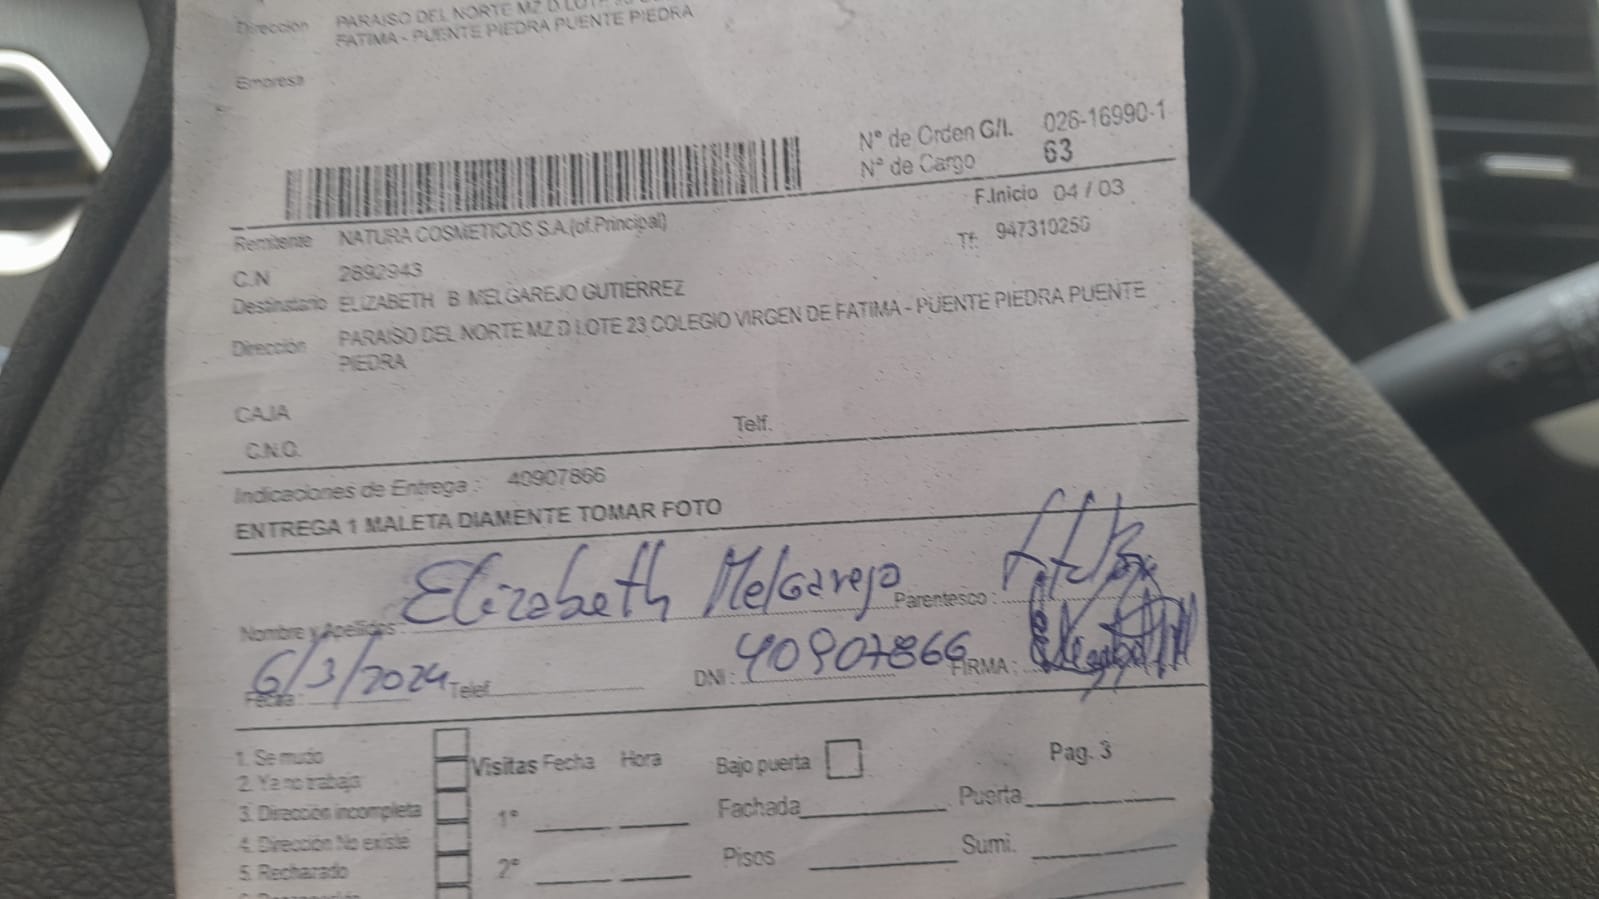 Dirección PARAISO DEL NORTE MZ D LOTE 23
FATIMA - PUENTE PIEDRA PUENTE PIEDRA
Empresa
N° de Orden G/I. 026-16990-1
N° de Cargo 63
F.Inicio 04 / 03
Remitente NATURA COSMETICOS S.A.(of.Principal)
Tf: 947310250
C.N 2892943
Destinatario ELIZABETH B MELGAREJO GUTIERREZ
Dirección PARAISO DEL NORTE MZ D LOTE 23 COLEGIO VIRGEN DE FATIMA - PUENTE PIEDRA PUENTE
PIEDRA
CAJA
C.N.O. Telf.
Indicaciones de Entrega : 40907866
ENTREGA 1 MALETA DIAMENTE TOMAR FOTO
Nombre y Apellidos Elizabeth Melgarejo Parentesco :
Fecha : 6/3/2024 Telef DNI : 40907866 FIRMA :
1. Se mudo
Visitas Fecha Hora Bajo puerta Pag. 3
2. Ya no trabaja
3. Dirección incompleta 1° Fachada Puerta
4. Dirección No existe
5. Rechazado 2° Pisos Sumi.